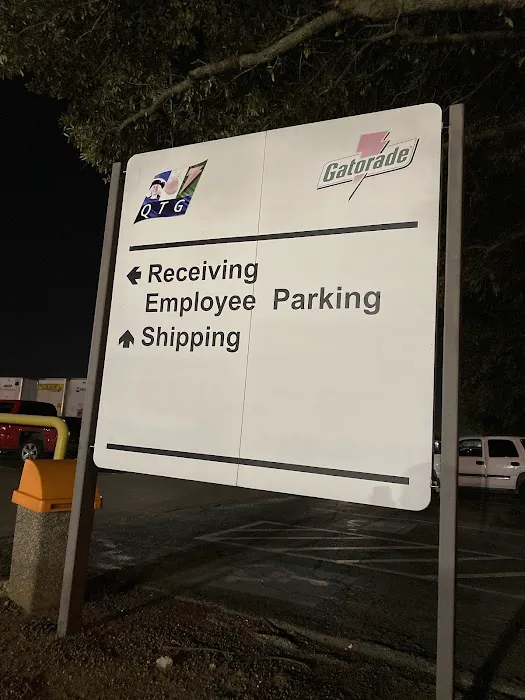 QTG
Gatorade
← Receiving
Employee Parking
↑ Shipping